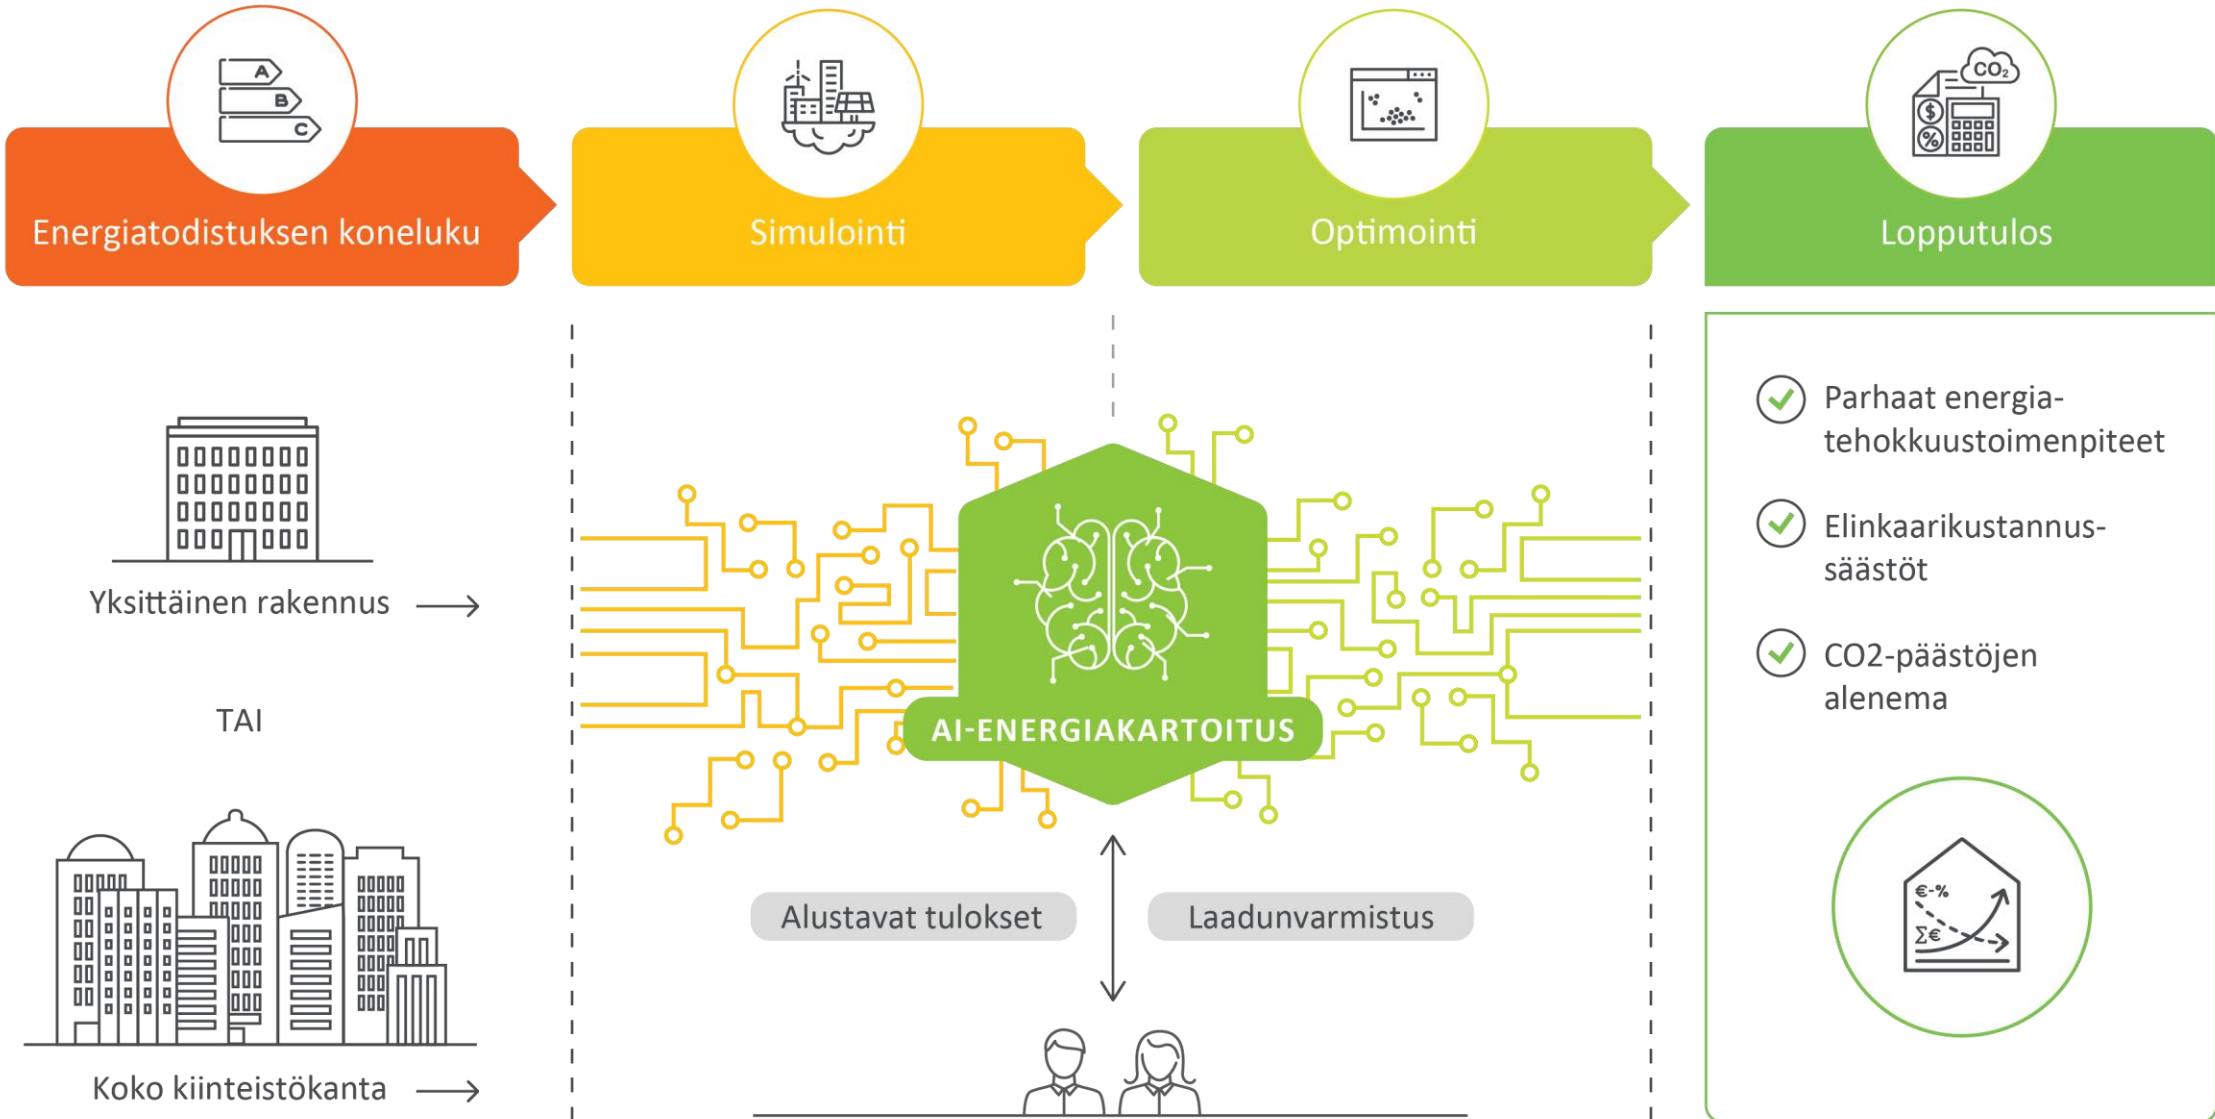 A
B
C
CO₂
$
%
Energiatodistuksen koneluku
Simulointi
Optimointi
Lopputulos
Yksittäinen rakennus
TAI
Koko kiinteistökanta
AI-ENERGIAKARTOITUS
Alustavat tulokset
Laadunvarmistus
Parhaat energia-
tehokkuustoimenpiteet
Elinkaarikustannus-
säästöt
CO2-päästöjen
alenema
€-%
Σ€